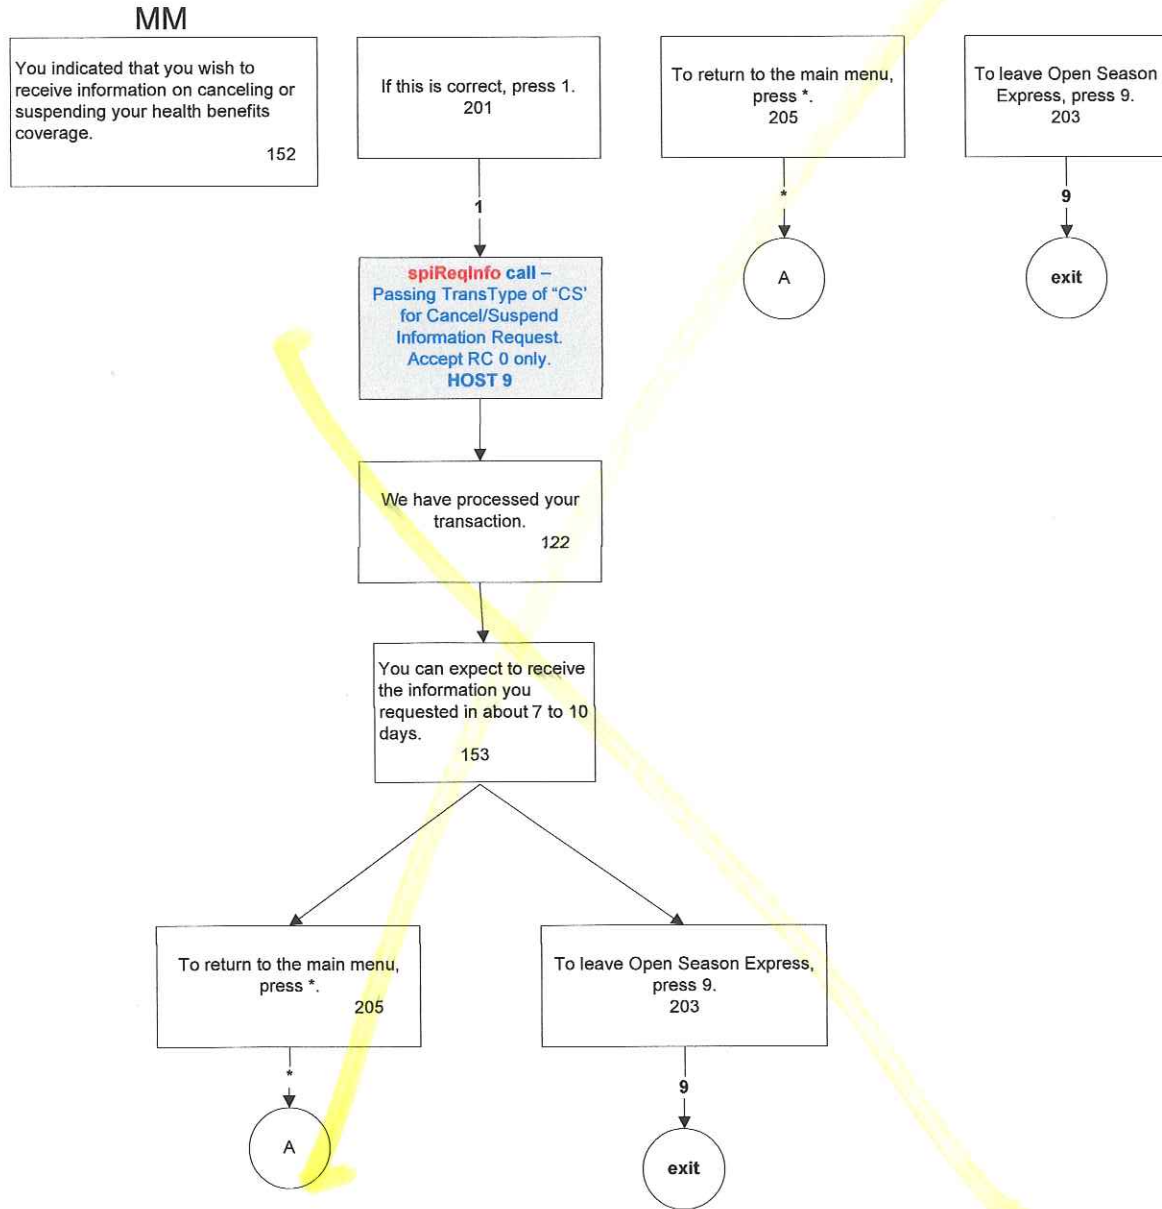 MM
You indicated that you wish to
receive information on canceling or
suspending your health benefits
coverage.
152
If this is correct, press 1.
201
To return to the main menu,
press *.
205
To leave Open Season
Express, press 9.
203
1
*
9
spiReqInfo call –
Passing TransType of “CS'
for Cancel/Suspend
Information Request.
Accept RC 0 only.
HOST 9
A
exit
We have processed your
transaction.
122
You can expect to receive
the information you
requested in about 7 to 10
days.
153
To return to the main menu,
press *.
205
To leave Open Season Express,
press 9.
203
*
9
A
exit